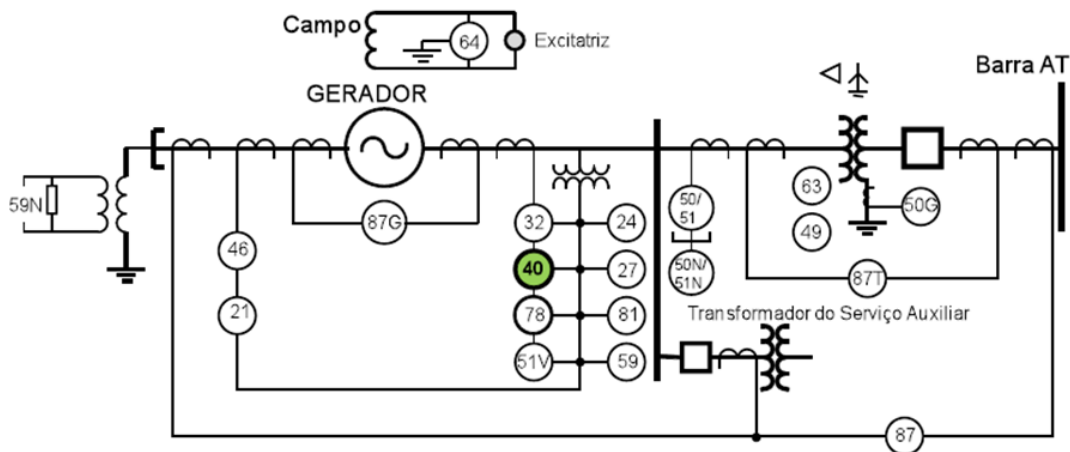 Campo
64
Excitatriz
Barra AT
GERADOR
59N
87G
46
21
32
24
40
27
78
81
51V
59
50/
51
50N/
51N
63
49
50G
87T
Transformador do Serviço Auxiliar
87